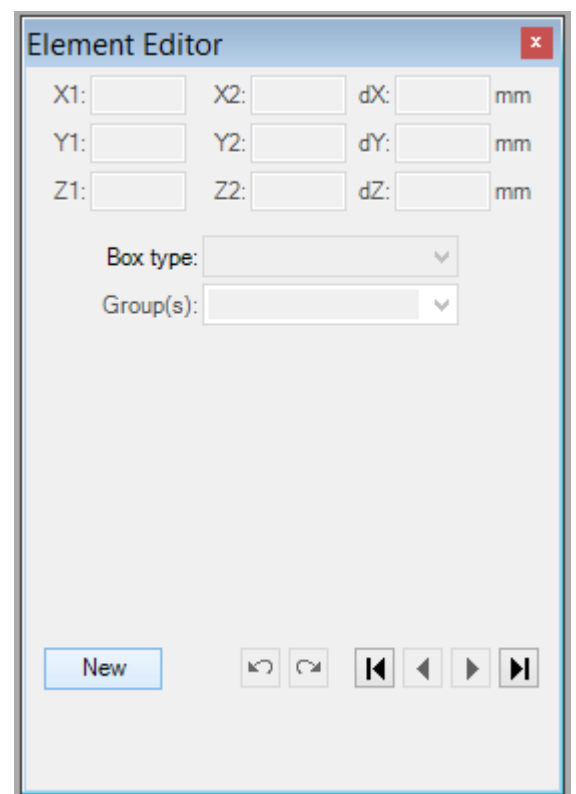 Element Editor
X1: X2: dX: mm
Y1: Y2: dY: mm
Z1: Z2: dZ: mm
Box type:
Group(s):
New